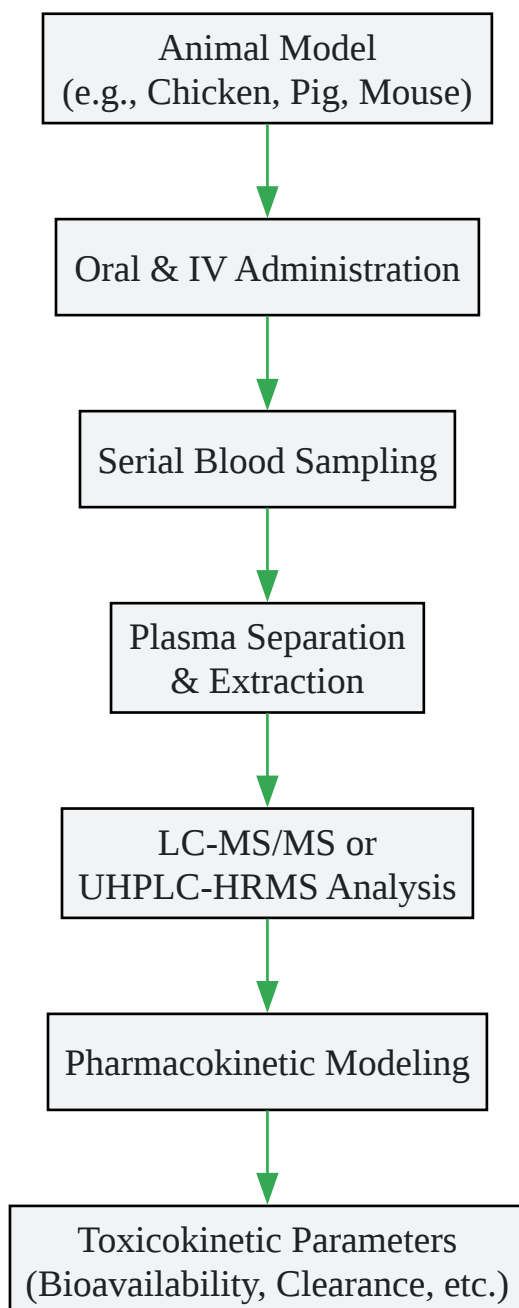 Animal Model
(e.g., Chicken, Pig, Mouse)
Oral & IV Administration
Serial Blood Sampling
Plasma Separation
& Extraction
LC-MS/MS or
UHPLC-HRMS Analysis
Pharmacokinetic Modeling
Toxicokinetic Parameters
(Bioavailability, Clearance, etc.)